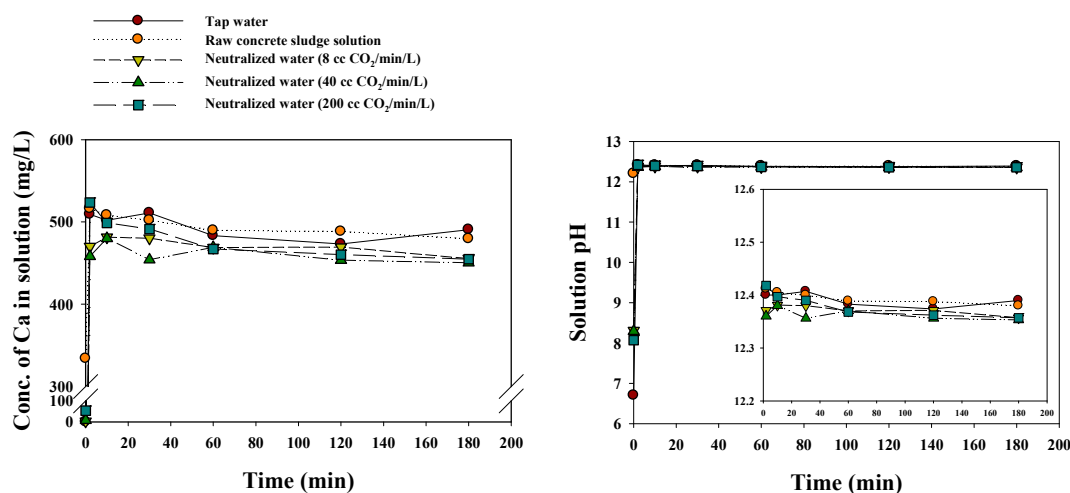 Tap water
Raw concrete sludge solution
Neutralized water (8 cc CO₂/min/L)
Neutralized water (40 cc CO₂/min/L)
Neutralized water (200 cc CO₂/min/L)
Conc. of Ca in solution (mg/L)
600
500
400
300
100
0
0 20 40 60 80 100 120 140 160 180 200
Time (min)
Solution pH
13
12
11
10
9
8
7
6
12.6
12.5
12.4
12.3
12.2
0 20 40 60 80 100 120 140 160 180 200
0 20 40 60 80 100 120 140 160 180 200
Time (min)